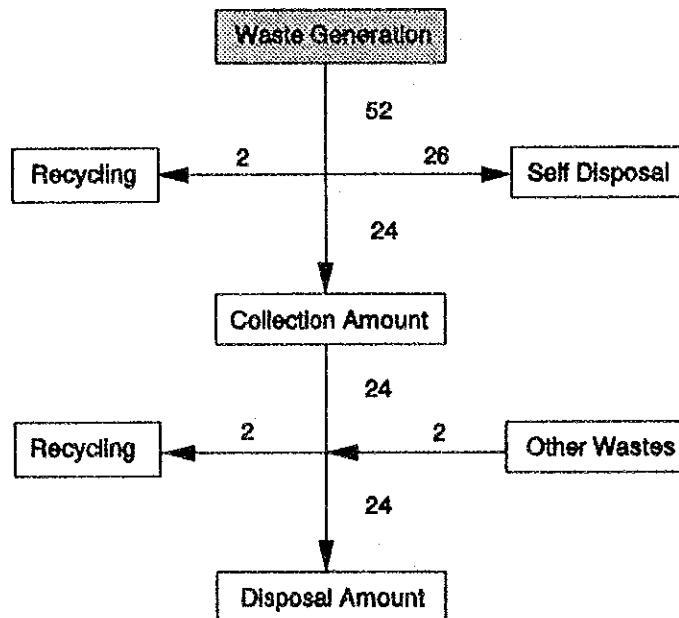 Waste Generation
52
2
26
Recycling
Self Disposal
24
Collection Amount
24
2
2
Recycling
Other Wastes
24
Disposal Amount